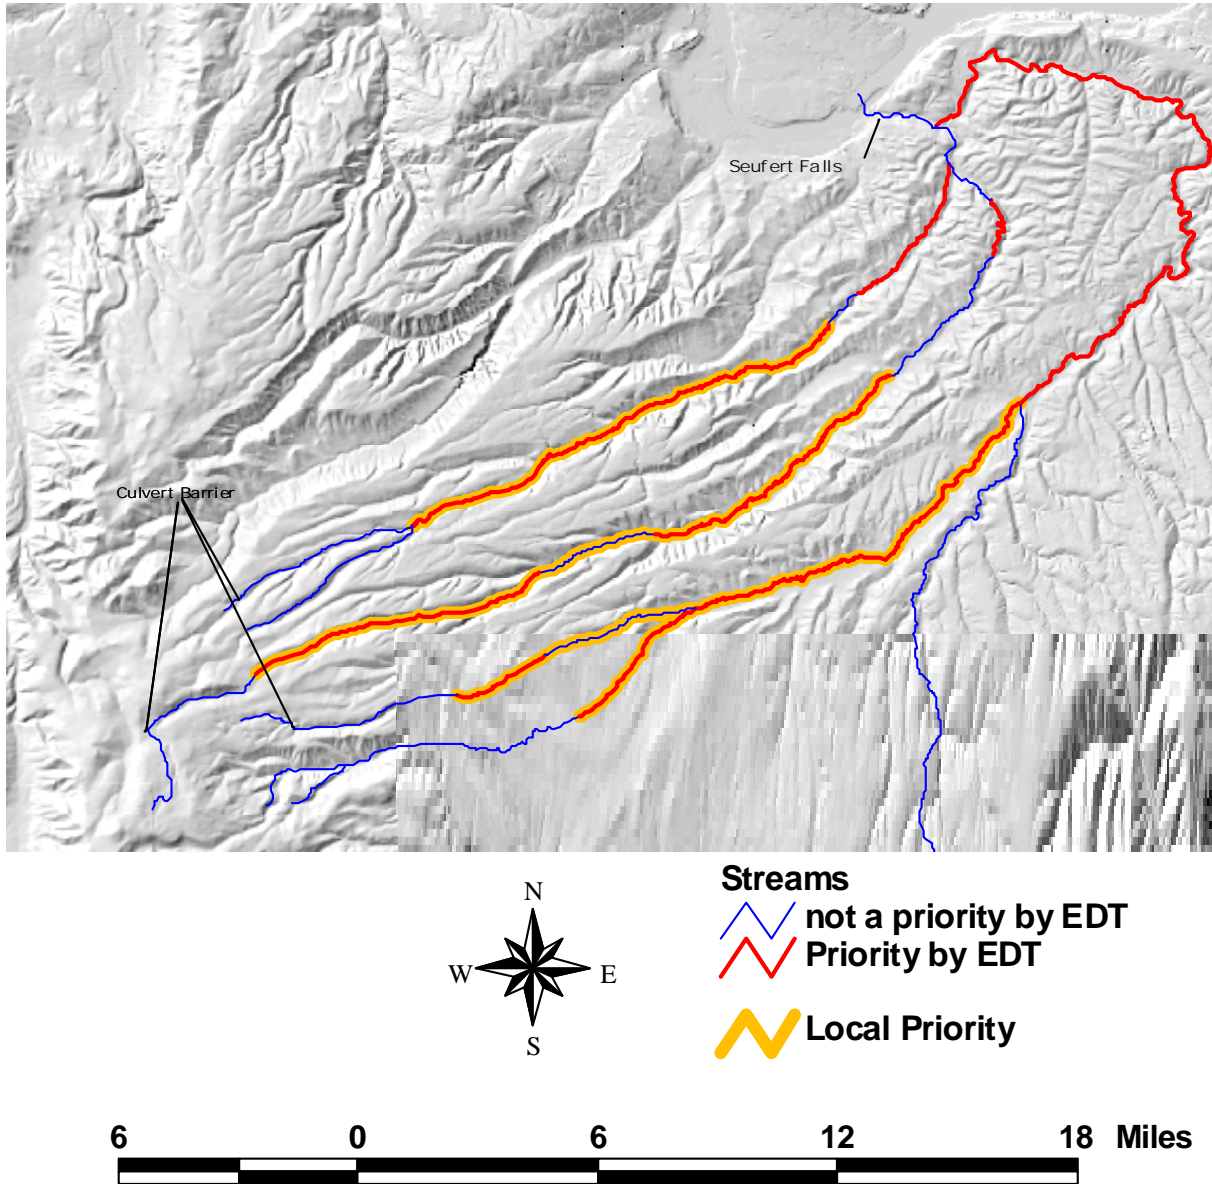 Seufert Falls
Culvert Barrier
Streams
not a priority by EDT
Priority by EDT
Local Priority
N
W E
S
6 0 6 12 18 Miles